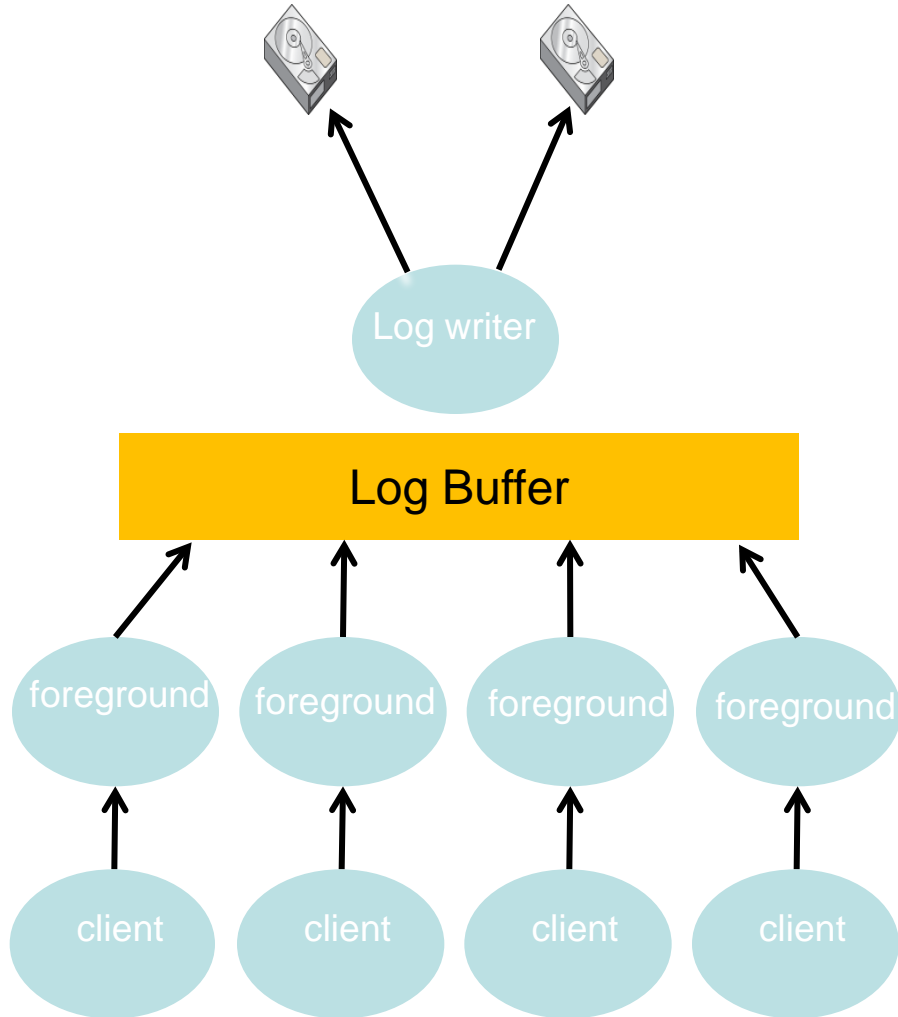 Log writer
Log Buffer
foreground
foreground
foreground
foreground
client
client
client
client